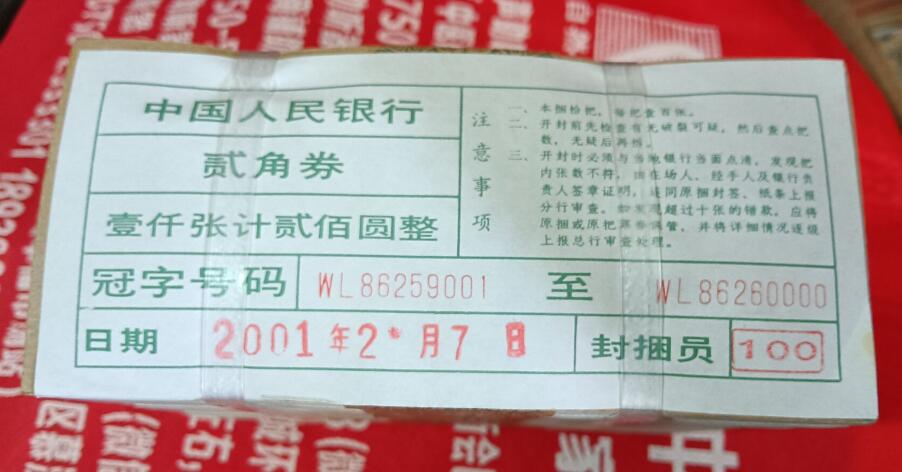 中国人民银行
贰角券
壹仟张计贰佰圆整
注意事项
一、本捆拾把，每把壹百张。
二、开封前先检查有无破裂可疑，然后查点把
数，无疑后再拆。
三、开封时必须与当地银行当面点清，发现把
内张数不符，由在场人、经手人及银行负
责人签章证明，连同原捆封签、纸条上报
分行审查。如发现超过十张的错款，应将
原捆或原把票券保管，并将详细情况逐级
上报总行审查处理。
冠字号码 WL86259001 至 WL86260000
日期 2001年2月7日 封捆员 100